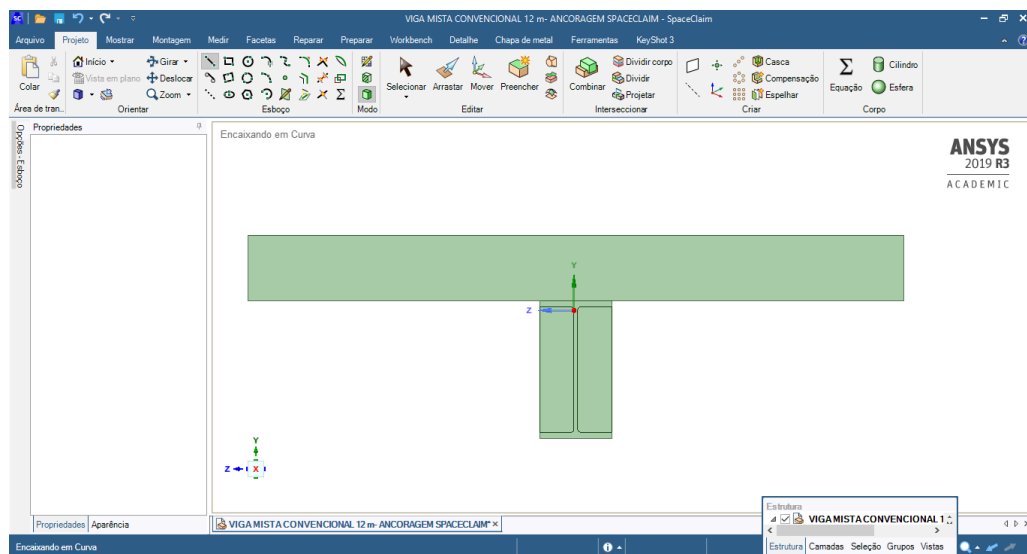 VIGA MISTA CONVENCIONAL 12 m- ANCORAGEM SPACECLAIM - SpaceClaim
Arquivo Projeto Mostrar Montagem Medir Facetas Reparar Preparar Workbench Detalhe Chapa de metal Ferramentas KeyShot 3
Colar
Início
Vista em plano
Girar
Deslocar
Zoom
Selecionar Arrastar Mover Preencher
Combinar
Dividir corpo
Dividir
Projetar
Casca
Compensação
Espelhar
Equação
Cilindro
Esfera
Área de tran... Orientar Esboço Modo Editar Interseccionar Criar Corpo
Opções - Esboço
Propriedades
Encaixando em Curva
ANSYS
2019 R3
ACADEMIC
Y
Z
Y
Z X
Estrutura
VIGA MISTA CONVENCIONAL 1
Propriedades Aparência
VIGA MISTA CONVENCIONAL 12 m- ANCORAGEM SPACECLAIM*
Estrutura Camadas Seleção Grupos Vistas
Encaixando em Curva